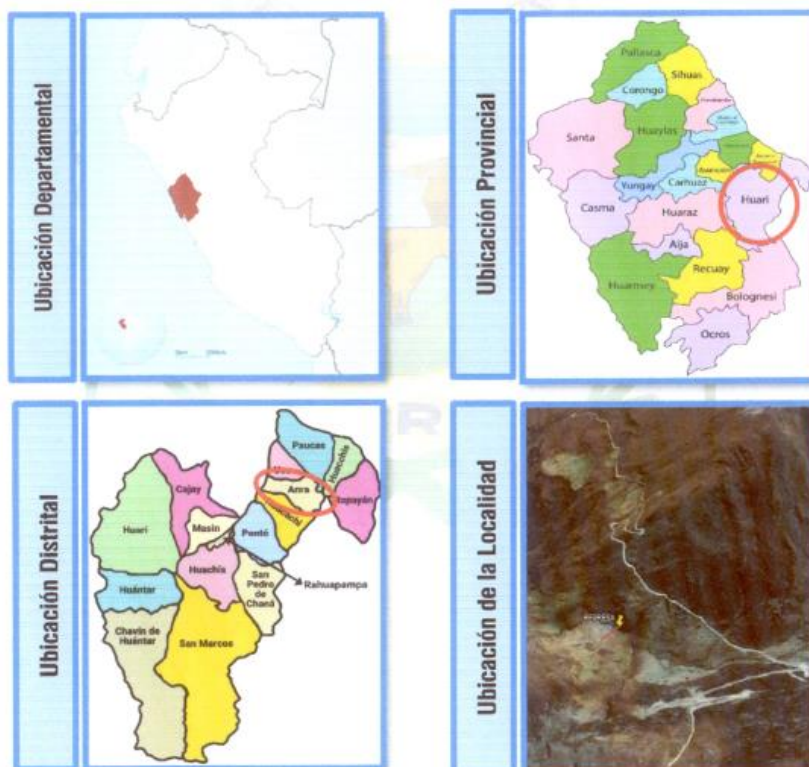 Ubicación Departamental
Ubicación Provincial
Pallasca
Sihuas
Corongo
Huaylas
Santa
Yungay
Carhuaz
Huari
Casma
Huaraz
Aija
Recuay
Huarmey
Bolognesi
Ocros
Ubicación Distrital
Paucas
Huacchis
Cajay
Anra
Huacachi
Huari
Masin
Pontó
Huachis
Rahuapampa
Huántar
San
Pedro
de
Chaná
Chavín de
Huántar
San Marcos
Ubicación de la Localidad